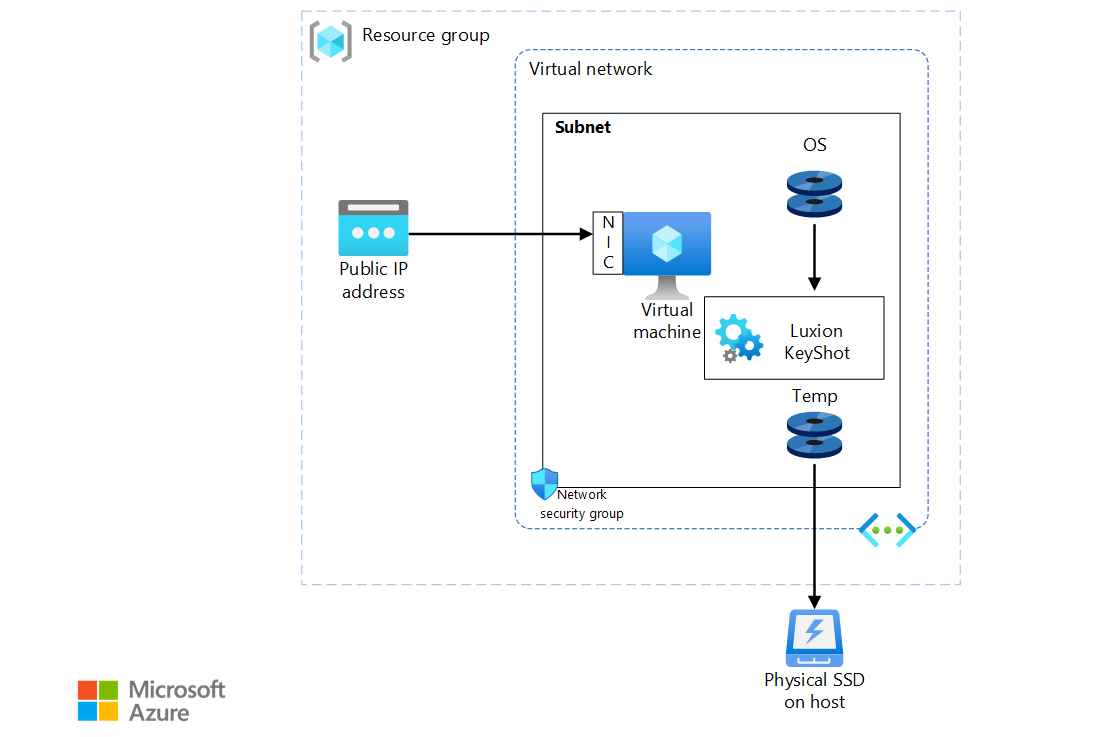 Resource group
Virtual network
Subnet
OS
N
I
C
Public IP
address
Virtual
machine
Luxion
KeyShot
Temp
Network
security group
Physical SSD
on host
Microsoft
Azure